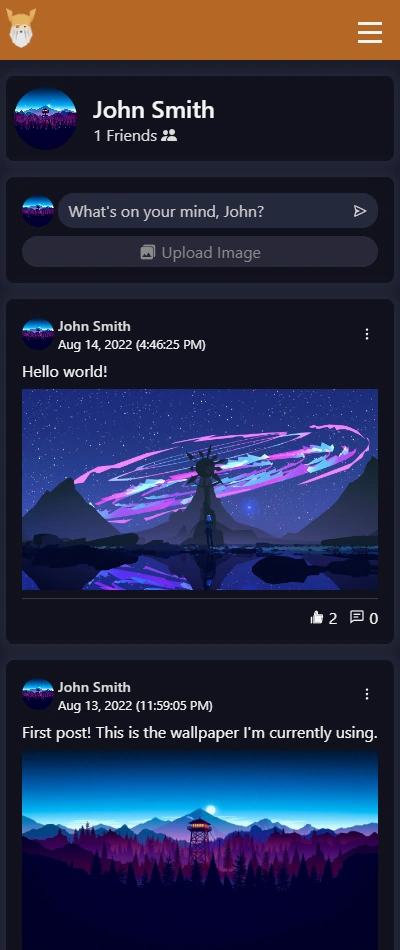 John Smith
1 Friends
What's on your mind, John?
Upload Image
John Smith
Aug 14, 2022 (4:46:25 PM)
Hello world!
2 0
John Smith
Aug 13, 2022 (11:59:05 PM)
First post! This is the wallpaper I'm currently using.